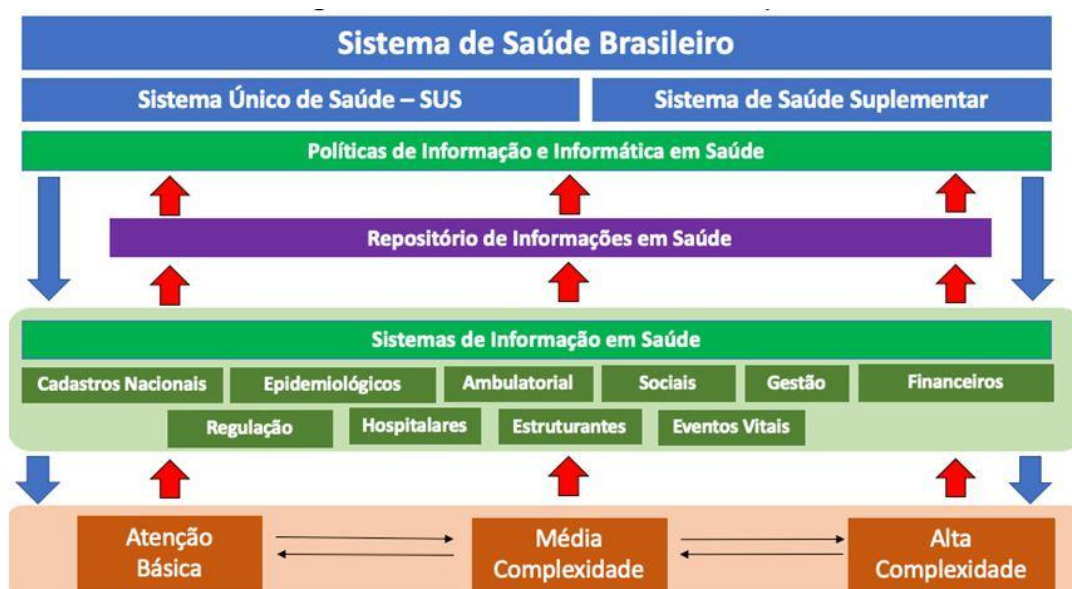 Sistema de Saúde Brasileiro
Sistema Único de Saúde – SUS
Sistema de Saúde Suplementar
Políticas de Informação e Informática em Saúde
Repositório de Informações em Saúde
Sistemas de Informação em Saúde
Cadastros Nacionais
Epidemiológicos
Ambulatorial
Sociais
Gestão
Financeiros
Regulação
Hospitalares
Estruturantes
Eventos Vitais
Atenção
Básica
Média
Complexidade
Alta
Complexidade